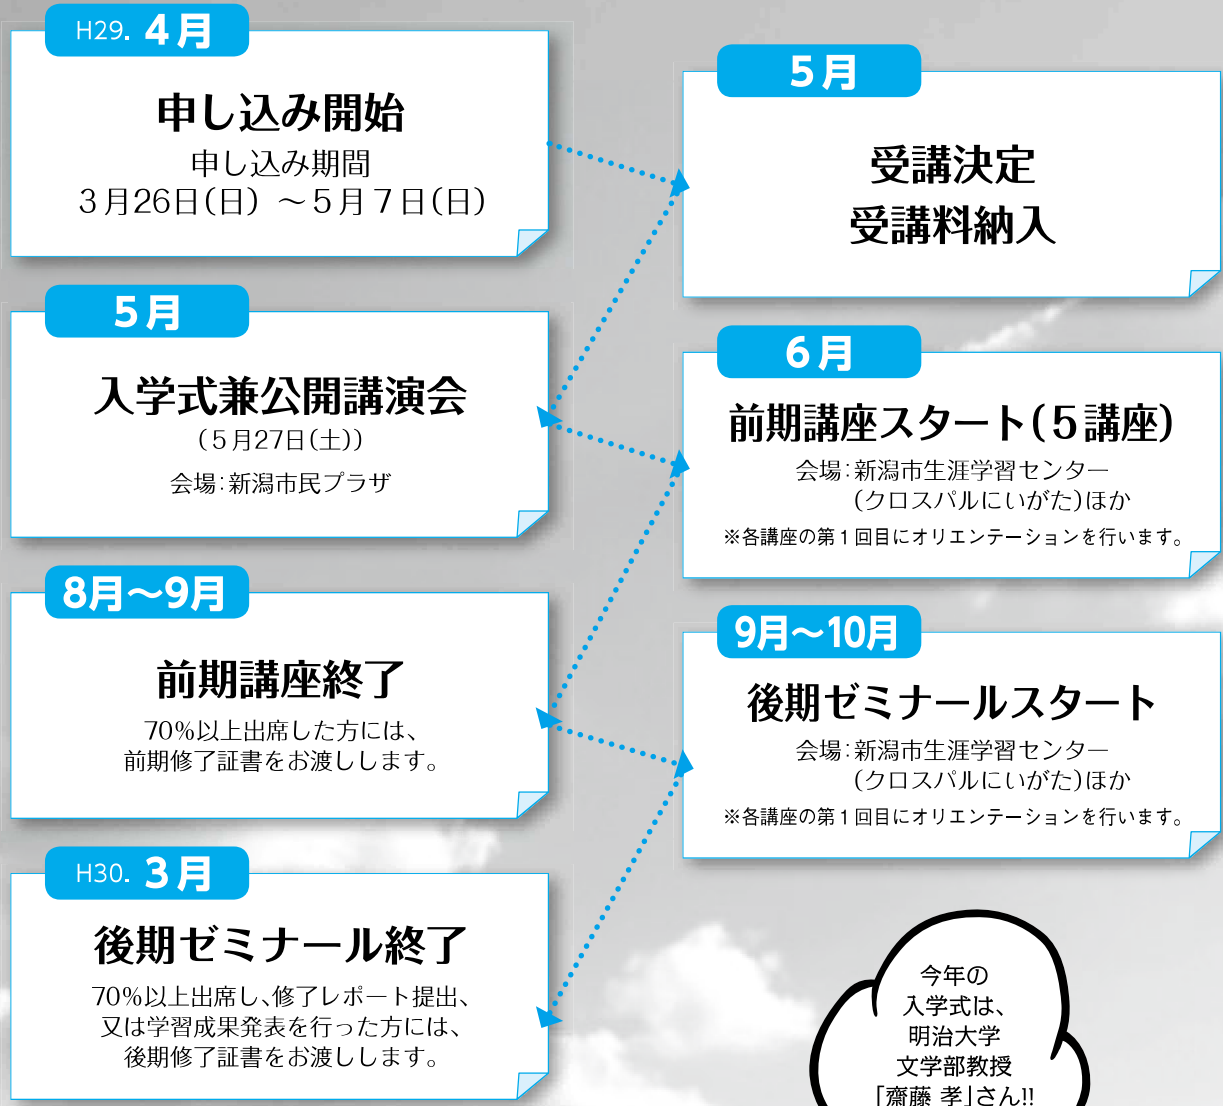 H29. 4月
申し込み開始
申し込み期間
3月26日(日) ～5月7日(日)
5月
受講決定
受講料納入
5月
入学式兼公開講演会
(5月27日(土))
会場:新潟市民プラザ
6月
前期講座スタート(5講座)
会場:新潟市生涯学習センター
(クロスパルにいがた)ほか
※各講座の第1回目にオリエンテーションを行います。
8月～9月
前期講座終了
70%以上出席した方には、
前期修了証書をお渡しします。
9月～10月
後期ゼミナールスタート
会場:新潟市生涯学習センター
(クロスパルにいがた)ほか
※各講座の第1回目にオリエンテーションを行います。
H30. 3月
後期ゼミナール終了
70%以上出席し、修了レポート提出、
又は学習成果発表を行った方には、
後期修了証書をお渡しします。
今年の
入学式は、
明治大学
文学部教授
「齋藤 孝」さん!!